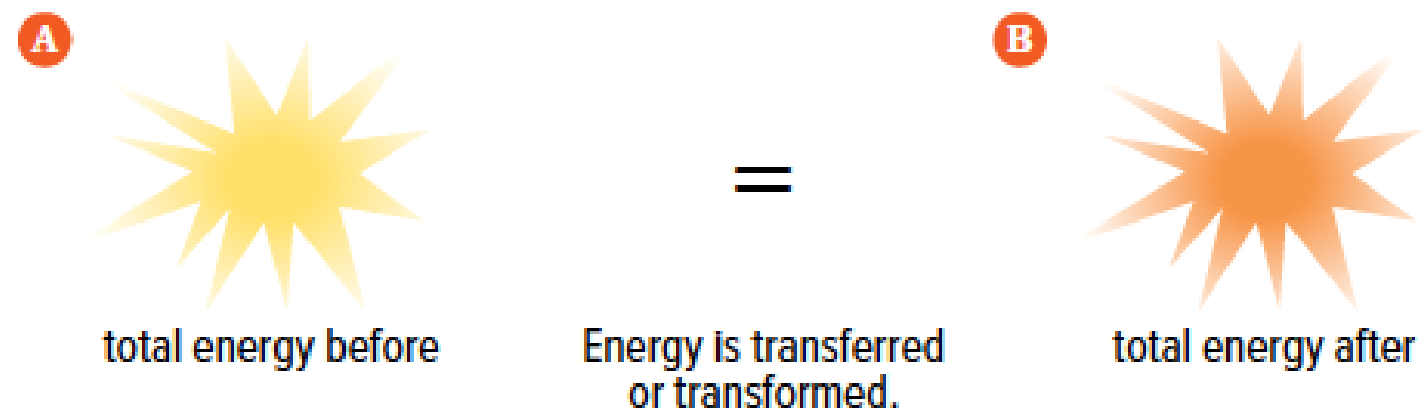 A
B
=
total energy before
Energy is transferred
or transformed.
total energy after